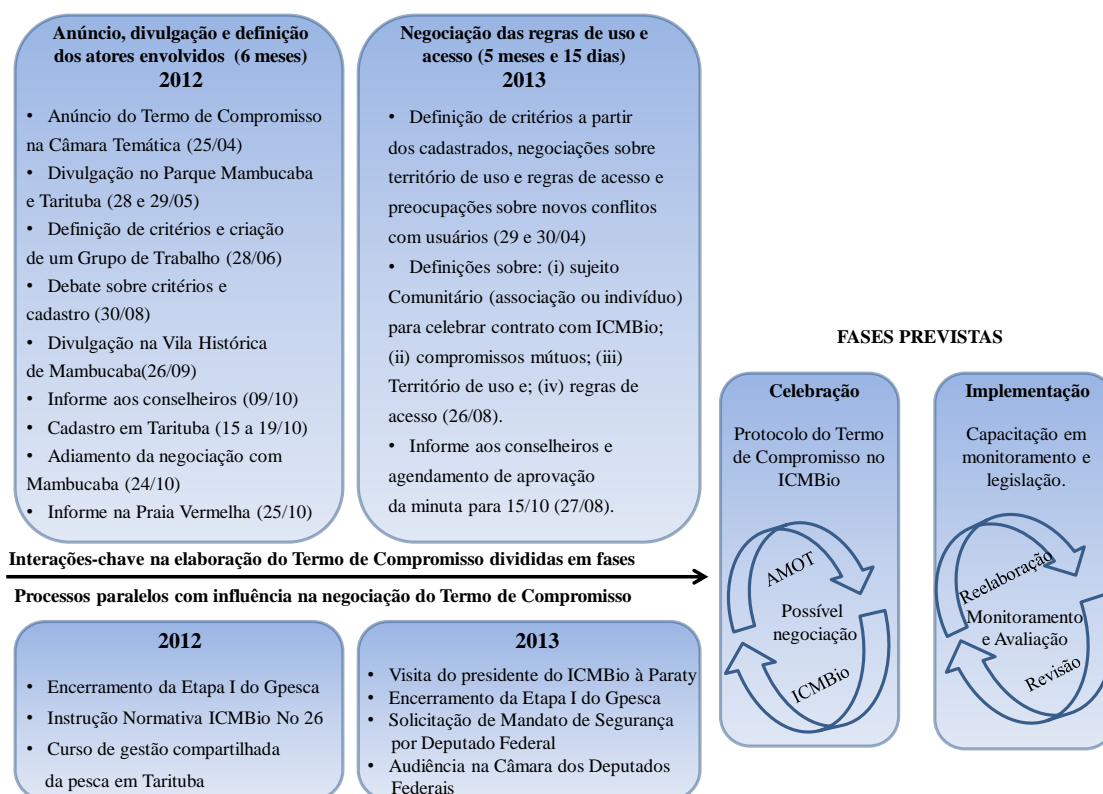 Anúncio, divulgação e definição
dos atores envolvidos (6 meses)
2012
• Anúncio do Termo de Compromisso
na Câmara Temática (25/04)
• Divulgação no Parque Mambucaba
e Tarituba (28 e 29/05)
• Definição de critérios e criação
de um Grupo de Trabalho (28/06)
• Debate sobre critérios e
cadastro (30/08)
• Divulgação na Vila Histórica
de Mambucaba(26/09)
• Informe aos conselheiros (09/10)
• Cadastro em Tarituba (15 a 19/10)
• Adiamento da negociação com
Mambucaba (24/10)
• Informe na Praia Vermelha (25/10)
Negociação das regras de uso e
acesso (5 meses e 15 dias)
2013
• Definição de critérios a partir
dos cadastrados, negociações sobre
território de uso e regras de acesso e
preocupações sobre novos conflitos
com usuários (29 e 30/04)
• Definições sobre: (i) sujeito
Comunitário (associação ou indivíduo)
para celebrar contrato com ICMBio;
(ii) compromissos mútuos; (iii)
Território de uso e; (iv) regras de
acesso (26/08).
• Informe aos conselheiros e
agendamento de aprovação
da minuta para 15/10 (27/08).
Interações-chave na elaboração do Termo de Compromisso divididas em fases
Processos paralelos com influência na negociação do Termo de Compromisso
2012
• Encerramento da Etapa I do Gpesca
• Instrução Normativa ICMBio No 26
• Curso de gestão compartilhada
da pesca em Tarituba
2013
• Visita do presidente do ICMBio à Paraty
• Encerramento da Etapa I do Gpesca
• Solicitação de Mandato de Segurança
por Deputado Federal
• Audiência na Câmara dos Deputados
Federais
FASES PREVISTAS
Celebração
Protocolo do Termo
de Compromisso no
ICMBio
AMOT
Possível
negociação
ICMBio
Implementação
Capacitação em
monitoramento e
legislação.
Reelaboração
Monitoramento
e Avaliação
Revisão